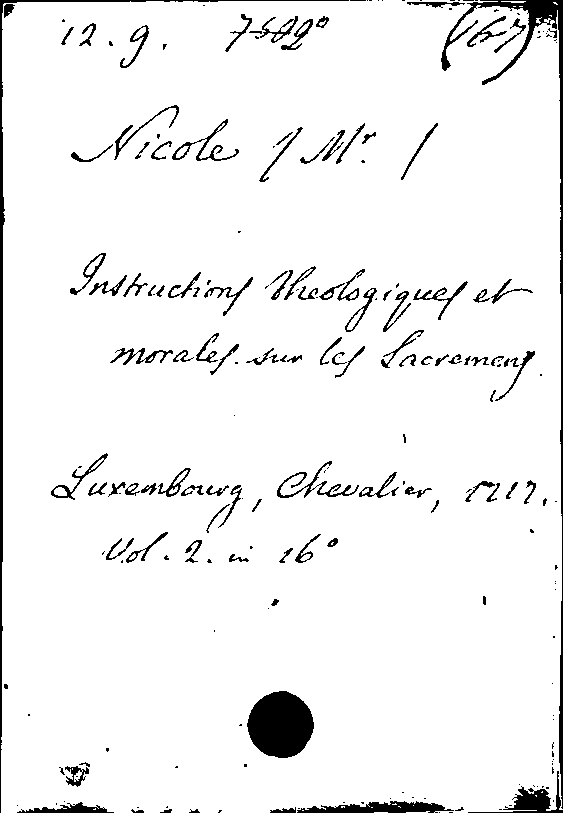 12. 9. 7502° (167)
Nicole (Mr.)
Instructions theologiques et
morales sur les Sacremens
Luxembourg, Chevalier, 1717.
Vol. 2. in 16°